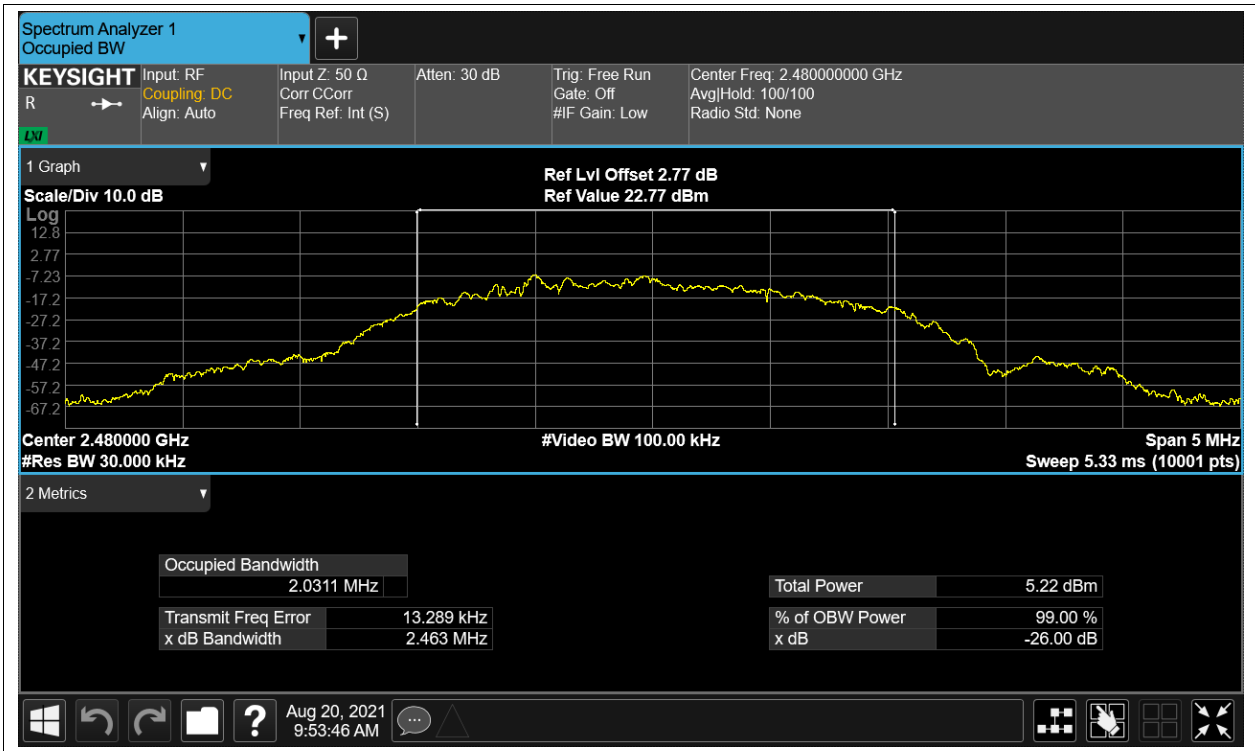 Spectrum Analyzer 1
Occupied BW
KEYSIGHT
R
LXI
Input: RF
Coupling: DC
Align: Auto
Input Z: 50 Ω
Corr CCorr
Freq Ref: Int (S)
Atten: 30 dB
Trig: Free Run
Gate: Off
#IF Gain: Low
Center Freq: 2.480000000 GHz
Avg|Hold: 100/100
Radio Std: None
1 Graph
Scale/Div 10.0 dB
Ref Lvl Offset 2.77 dB
Ref Value 22.77 dBm
Log
12.8
2.77
-7.23
-17.2
-27.2
-37.2
-47.2
-57.2
-67.2
Center 2.480000 GHz
#Res BW 30.000 kHz
#Video BW 100.00 kHz
Span 5 MHz
Sweep 5.33 ms (10001 pts)
2 Metrics
Occupied Bandwidth
2.0311 MHz
Transmit Freq Error 13.289 kHz
x dB Bandwidth 2.463 MHz
Total Power 5.22 dBm
% of OBW Power 99.00 %
x dB -26.00 dB
?
Aug 20, 2021
9:53:46 AM